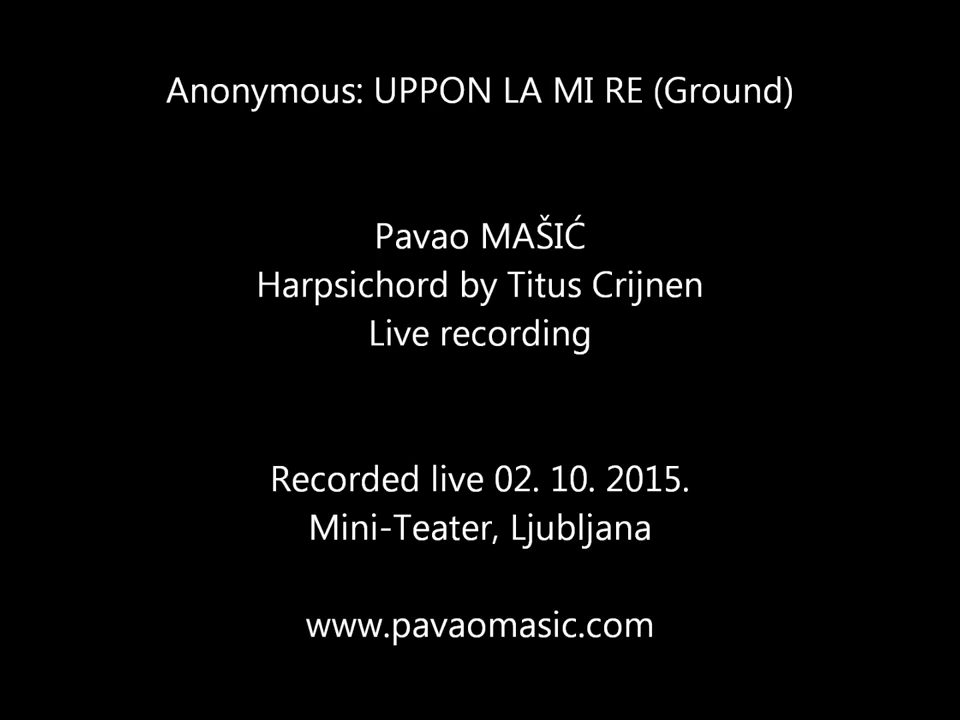 Anonymous: UPPON LA MI RE (Ground)
Pavao MAŠIĆ
Harpsichord by Titus Crijnen
Live recording
Recorded live 02. 10. 2015.
Mini-Teater, Ljubljana
www.pavaomasic.com